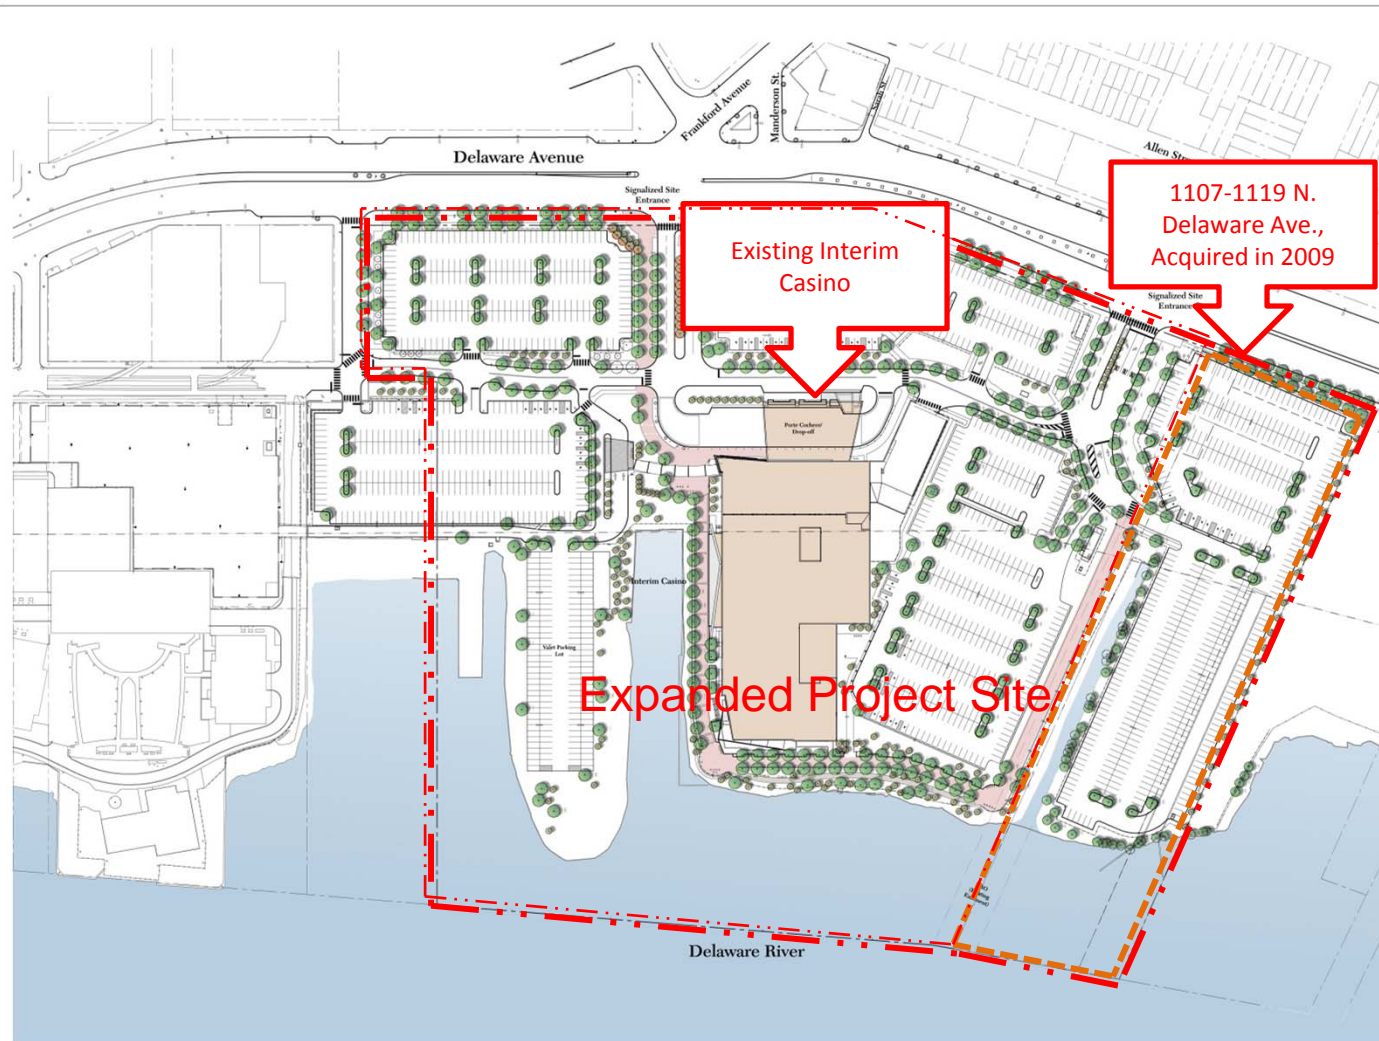 Frankford Avenue
Manderson St.
Sarah St.
Delaware Avenue
Allen
Signalized Site
Entrance
1107-1119 N.
Delaware Ave.,
Acquired in 2009
Existing Interim
Casino
Signalized Site
Entrance
Porte Cochere/
Drop-off
Interim Casino
Valet Parking
Lot
Expanded Project Site
Delaware River